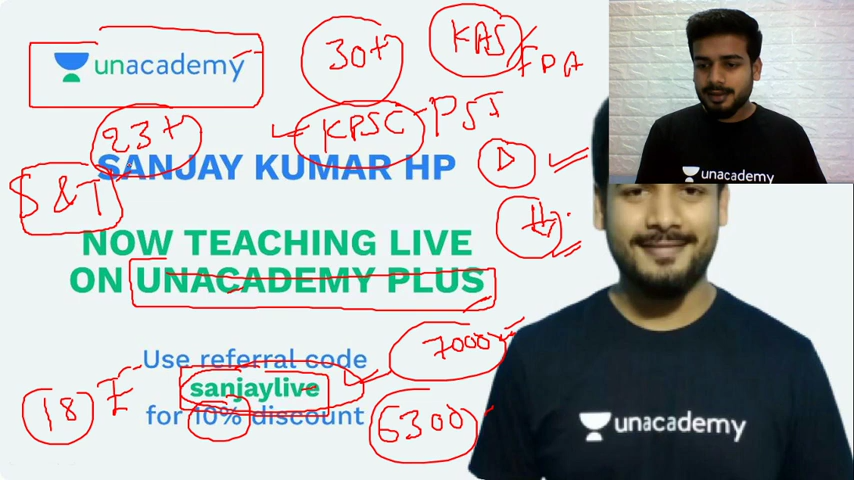 unacademy
30+
KAS
FDA
23+
KPSC
PSI
SANJAY KUMAR HP
S&T
NOW TEACHING LIVE
ON UNACADEMY PLUS
Use referral code
7000
sanjaylive
18
for 10% discount
6300
unacademy
unacademy